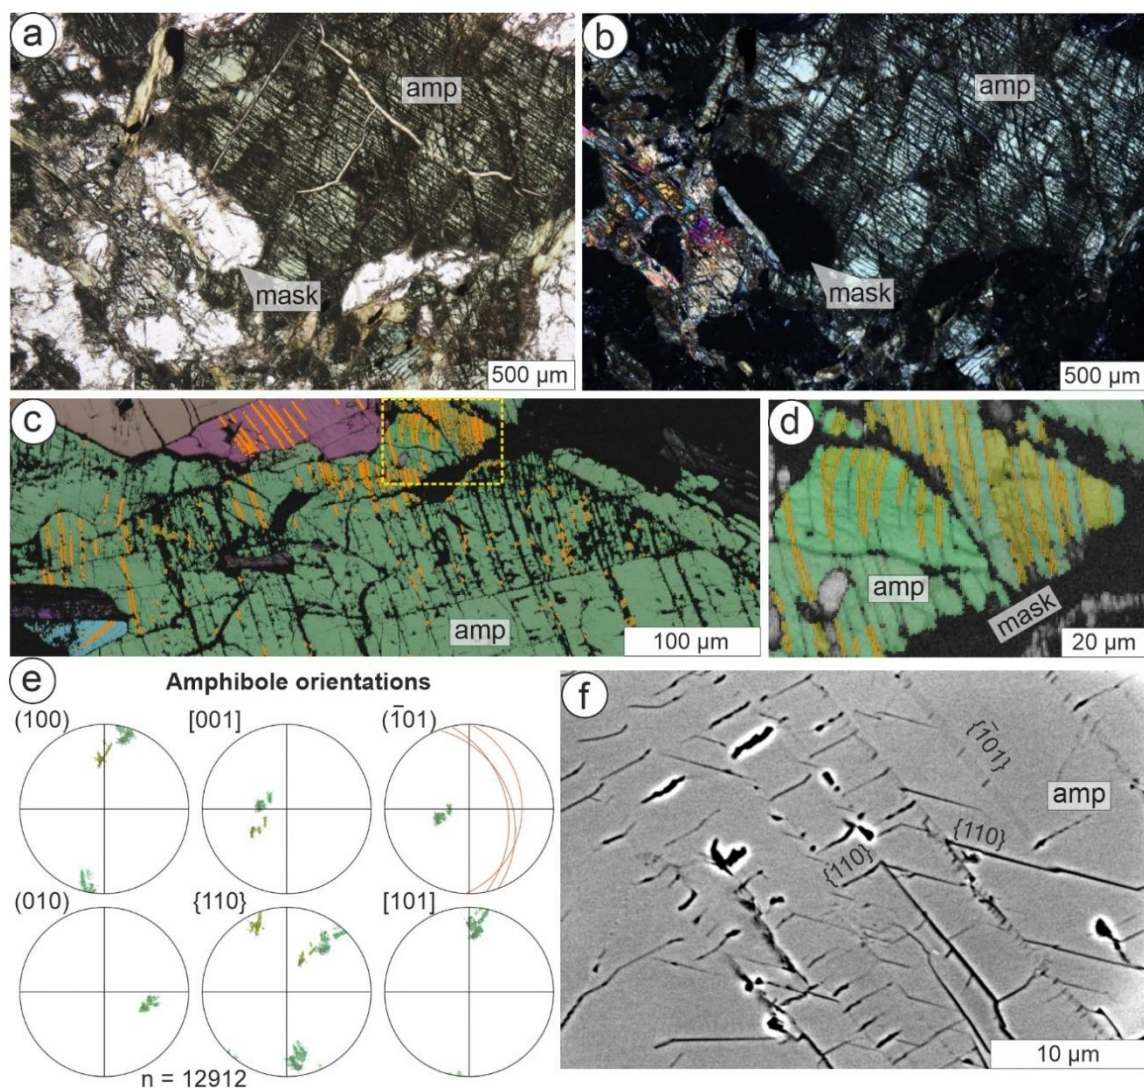 a
amp
mask
500 µm
b
amp
mask
500 µm
c
amp
100 µm
d
amp
mask
20 µm
e
Amphibole orientations
(100)
[001]
(1̄01)
(010)
{110}
[101]
n = 12912
f
{1̄01}
amp
{110}
{110}
10 µm